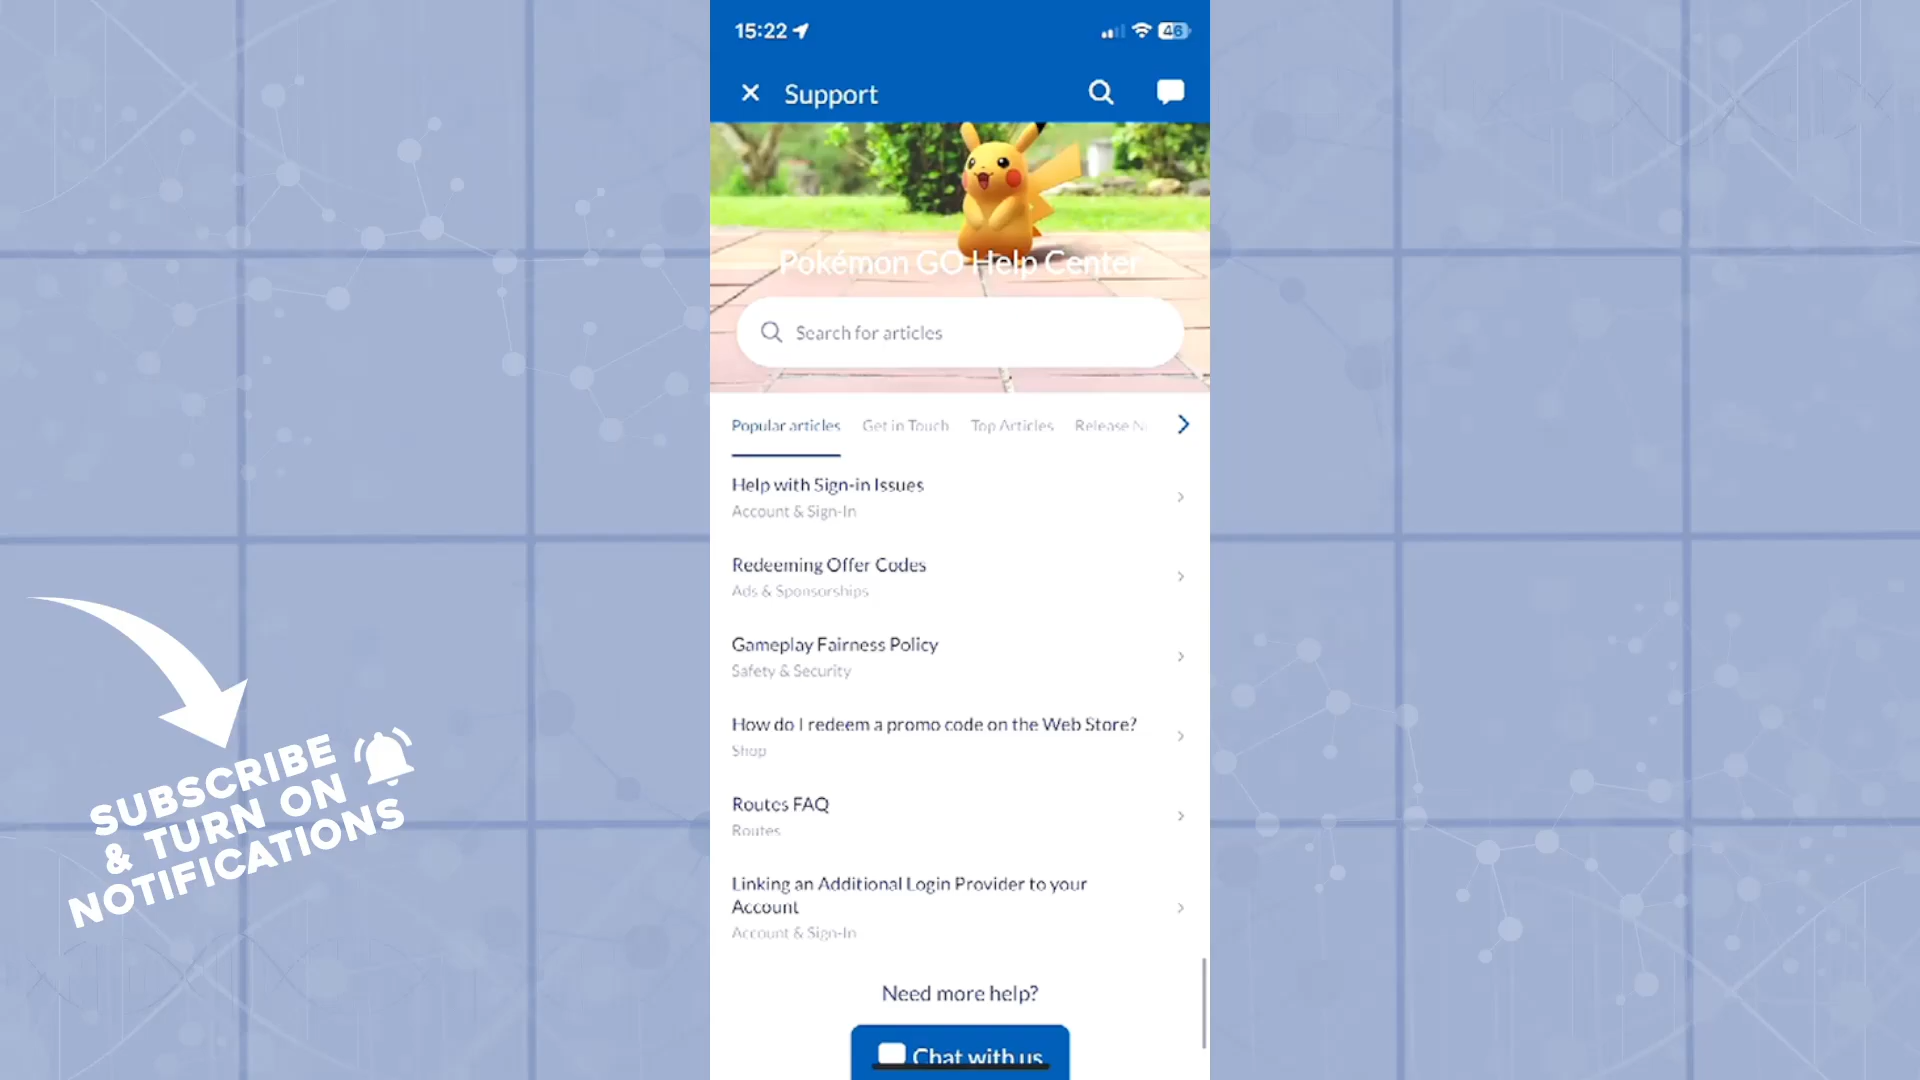 15:22
46
Support
Pokémon GO Help Center
Search for articles
Popular articles
Get in Touch
Top Articles
Release N
Help with Sign-in Issues
Account & Sign-In
Redeeming Offer Codes
Ads & Sponsorships
Gameplay Fairness Policy
Safety & Security
How do I redeem a promo code on the Web Store?
Shop
Routes FAQ
Routes
Linking an Additional Login Provider to your
Account
Account & Sign-In
Need more help?
Chat with us
SUBSCRIBE
& TURN ON
NOTIFICATIONS